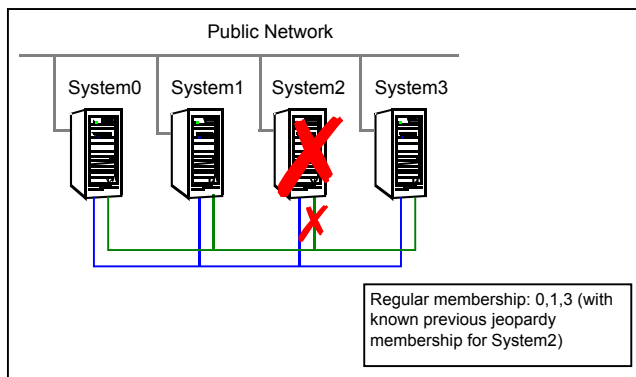 Public Network
System0 System1 System2 System3
Regular membership: 0,1,3 (with
known previous jeopardy
membership for System2)